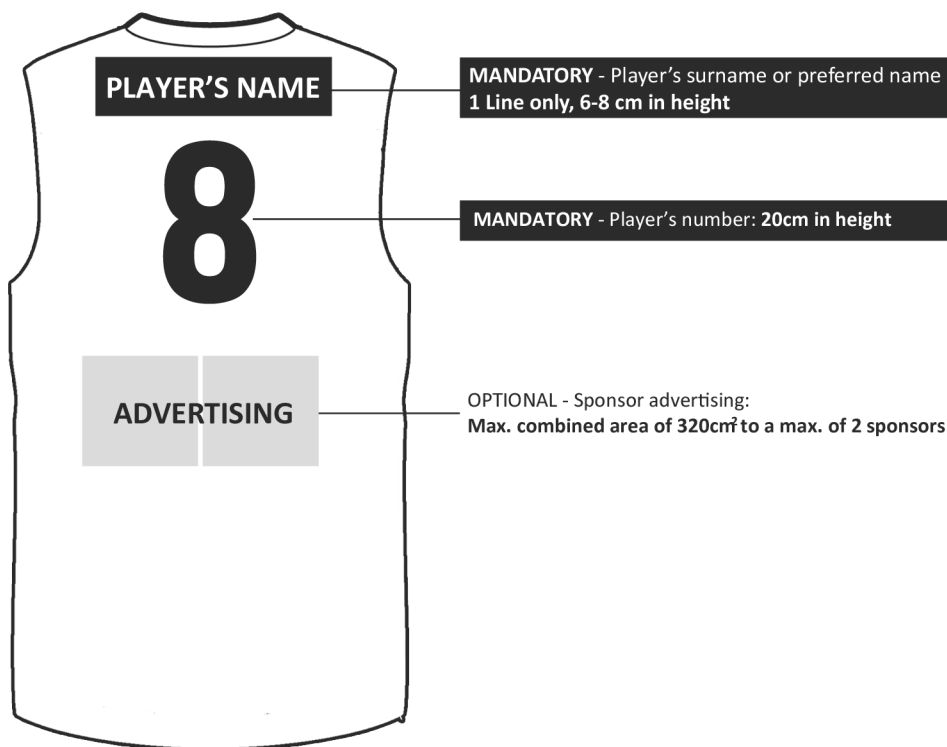 PLAYER'S NAME
MANDATORY - Player's surname or preferred name
1 Line only, 6-8 cm in height
8
MANDATORY - Player's number: 20cm in height
ADVERTISING
OPTIONAL - Sponsor advertising:
Max. combined area of 320cm² to a max. of 2 sponsors